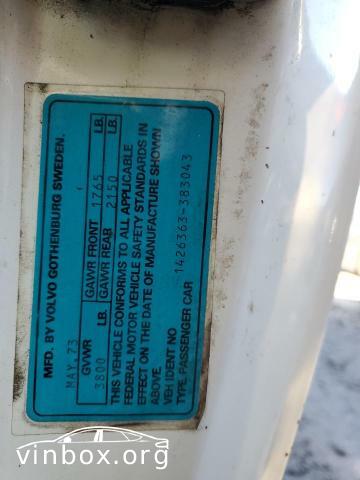 MFD. BY VOLVO GOTHENBURG SWEDEN.
MAY, 73 GAWR FRONT 1765 LB.
GVWR 3800 LB. GAWR REAR 2150 LB.
THIS VEHICLE CONFORMS TO ALL APPLICABLE
FEDERAL MOTOR VEHICLE SAFETY STANDARDS IN
EFFECT ON THE DATE OF MANUFACTURE SHOWN
ABOVE.
VEH IDENT NO 1426363-383043
TYPE PASSENGER CAR
vinbox.org